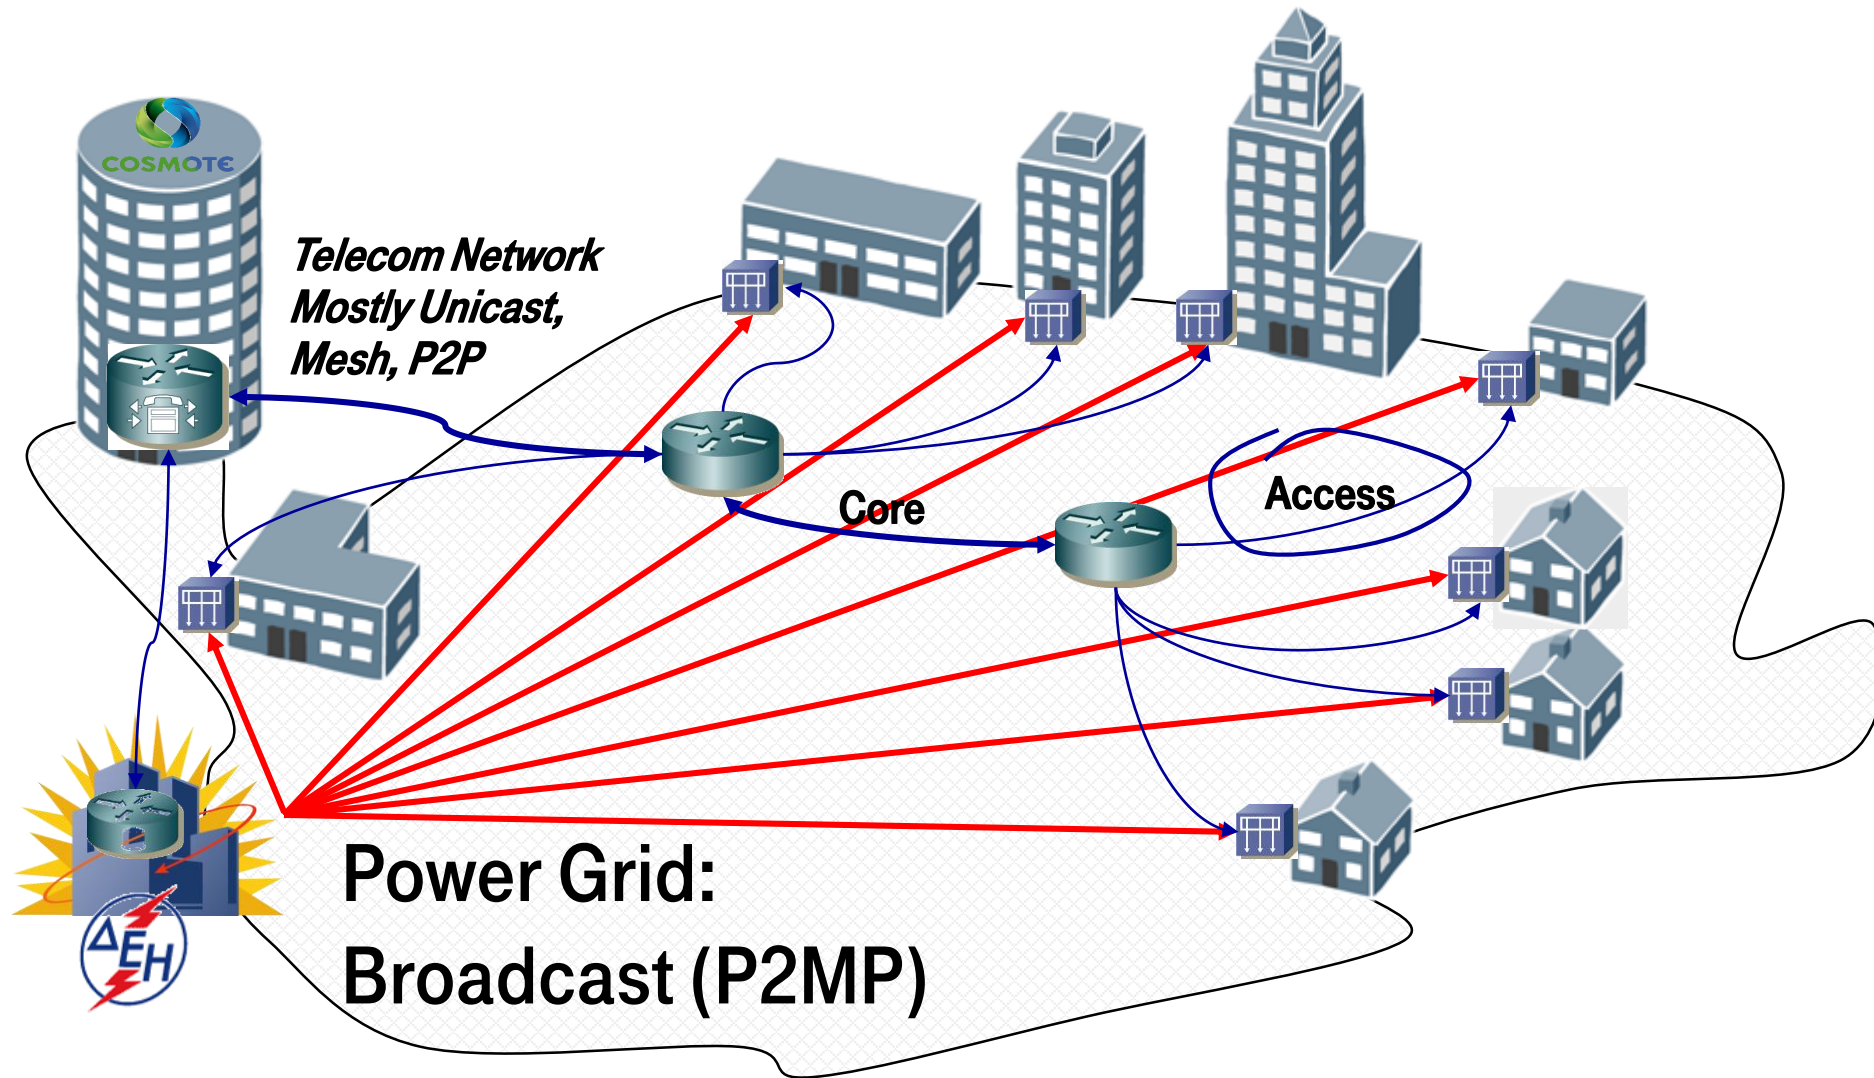 COSMOTE
Telecom Network
Mostly Unicast,
Mesh, P2P
Core
Access
Power Grid:
Broadcast (P2MP)
ΔΕΗ